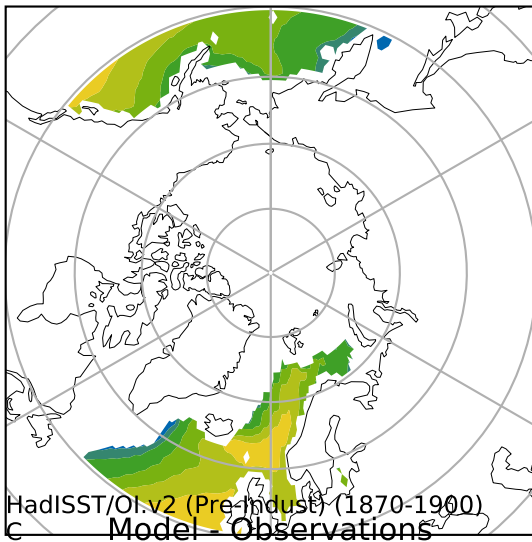 HadISST/OI.v2 (Pre-Indust) (1870-1900)
C Model - Observations